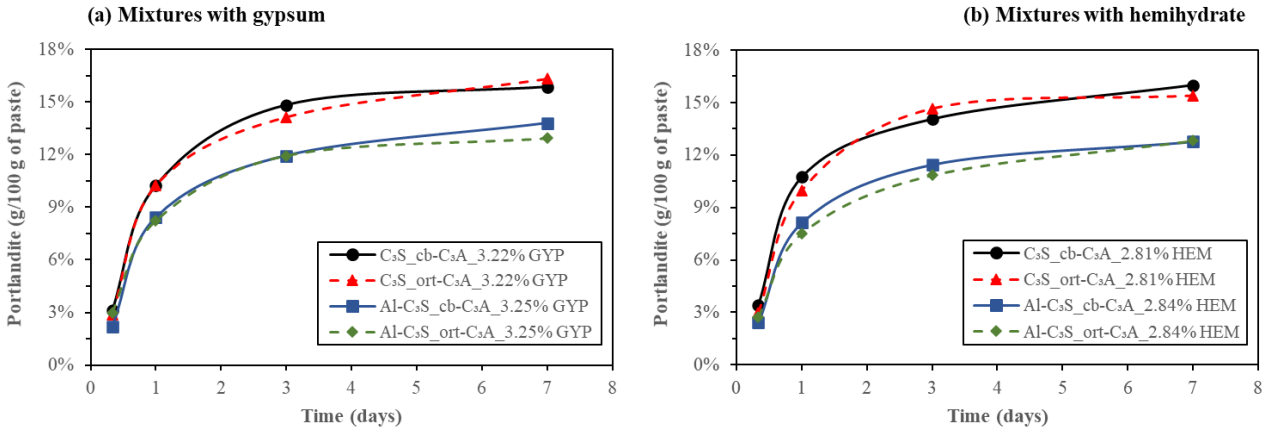 (a) Mixtures with gypsum
Portlandite (g/100 g of paste)
18%
15%
12%
9%
6%
3%
0%
C₃S_cb-C₃A_3.22% GYP
C₃S_ort-C₃A_3.22% GYP
Al-C₃S_cb-C₃A_3.25% GYP
Al-C₃S_ort-C₃A_3.25% GYP
0 1 2 3 4 5 6 7 8
Time (days)
(b) Mixtures with hemihydrate
Portlandite (g/100 g of paste)
18%
15%
12%
9%
6%
3%
0%
C₃S_cb-C₃A_2.81% HEM
C₃S_ort-C₃A_2.81% HEM
Al-C₃S_cb-C₃A_2.84% HEM
Al-C₃S_ort-C₃A_2.84% HEM
0 1 2 3 4 5 6 7 8
Time (days)